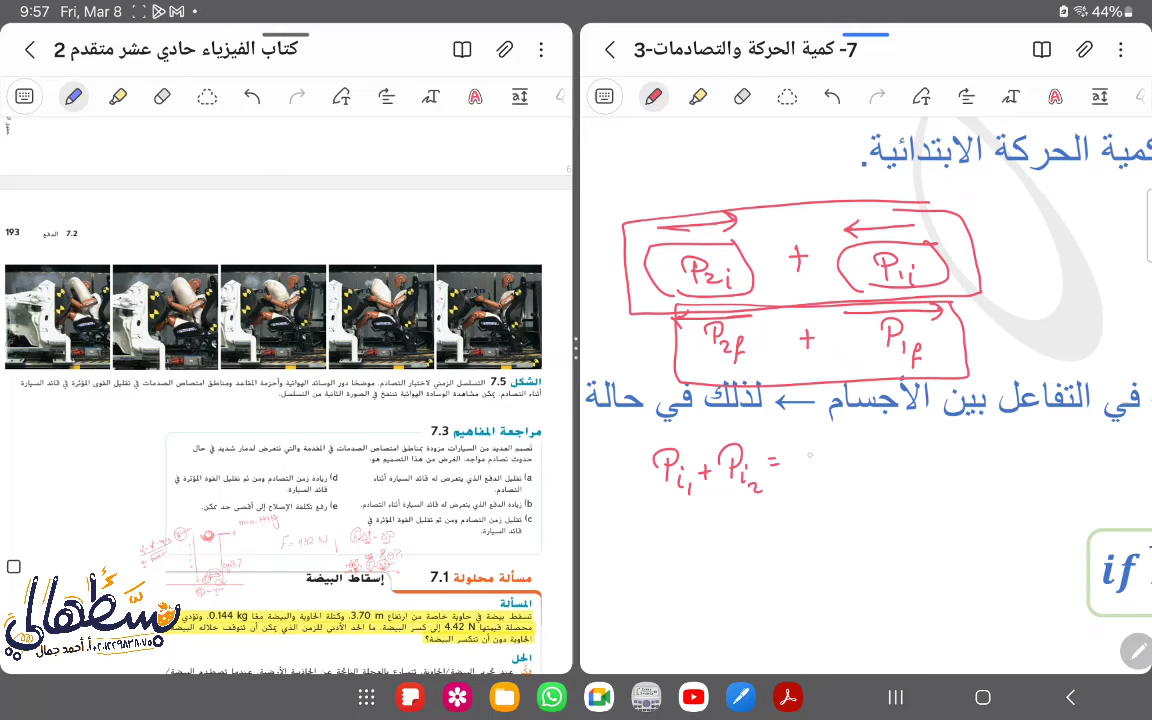 9:57 Fri, Mar 8
44%
كتاب الفيزياء حادي عشر متقدم 2
7- كمية الحركة والتصادمات-3
193
7.2 الدفع
الشكل 7.5 التسلسل الزمني لاختبار التصادم، موضحًا دور الوسائد الهوائية وأحزمة المقاعد ومناطق امتصاص الصدمات في تقليل القوى المؤثرة في قائد السيارة
أثناء التصادم. يمكن مشاهدة الوسادة الهوائية تنتفخ في الصورة الثانية من التسلسل.
مراجعة المفاهيم 7.3
تصمم العديد من السيارات مزودة بمناطق امتصاص الصدمات في المقدمة والتي تتعرض لدمار شديد في حال
حدوث تصادم مواجه. الغرض من هذا التصميم هو:
a) تقليل الدفع الذي يتعرض له قائد السيارة أثناء
التصادم.
b) زيادة الدفع الذي يتعرض له قائد السيارة أثناء التصادم.
c) تقليل زمن التصادم ومن ثم تقليل القوة المؤثرة في
قائد السيارة.
d) زيادة زمن التصادم ومن ثم تقليل القوة المؤثرة في
قائد السيارة.
e) رفع تكلفة الإصلاح إلى أقصى حد ممكن.
F = 4.42 N
مسألة محلولة 7.1 إسقاط البيضة
المسألة
تسقط بيضة في حاوية خاصة من ارتفاع 3.70 m. وكتلة الحاوية والبيضة معًا 0.144 kg. وتؤدي
محصلة قيمتها 4.42 N إلى كسر البيضة. ما الحد الأدنى للزمن الذي يمكن أن تتوقف خلاله البيضة
الحاوية دون أن تنكسر البيضة؟
الحل
بسطهالي
أ. أحمد جمال
كمية الحركة الابتدائية.
P2i + P1i
P2f + P1f
في التفاعل بين الأجسام ← لذلك في حالة
Pi1 + Pi2 =
if